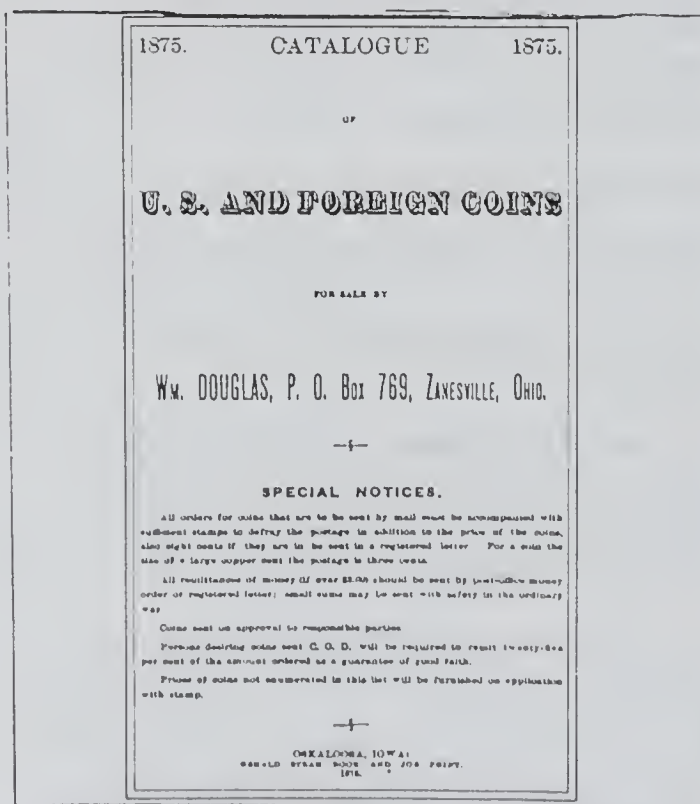 1875. CATALOGUE 1875.
OF
U. S. AND FOREIGN COINS
FOR SALE BY
WM. DOUGLAS, P. O. BOX 769, ZANESVILLE, OHIO.
SPECIAL NOTICES.
All orders for coins that are to be sent by mail must be accompanied with
sufficient stamps to defray the postage in addition to the price of the coins,
also eight cents if they are to be sent in a registered letter For a coin the
size of a large copper cent the postage is three cents
All remittances of money (if over should be sent by post-office money
order or registered letter; small sums may be sent with safety in the ordinary
way
Coins sent on approval to responsible parties
Persons desiring coins sent C. O. D. will be required to remit twenty-five
per cent of the amount ordered as a guarantee of good faith.
Prices of coins not enumerated in this list will be furnished on application
with stamp.
OSKALOOSA, IOWA:
HERALD STEAM BOOK AND JOB PRINT.